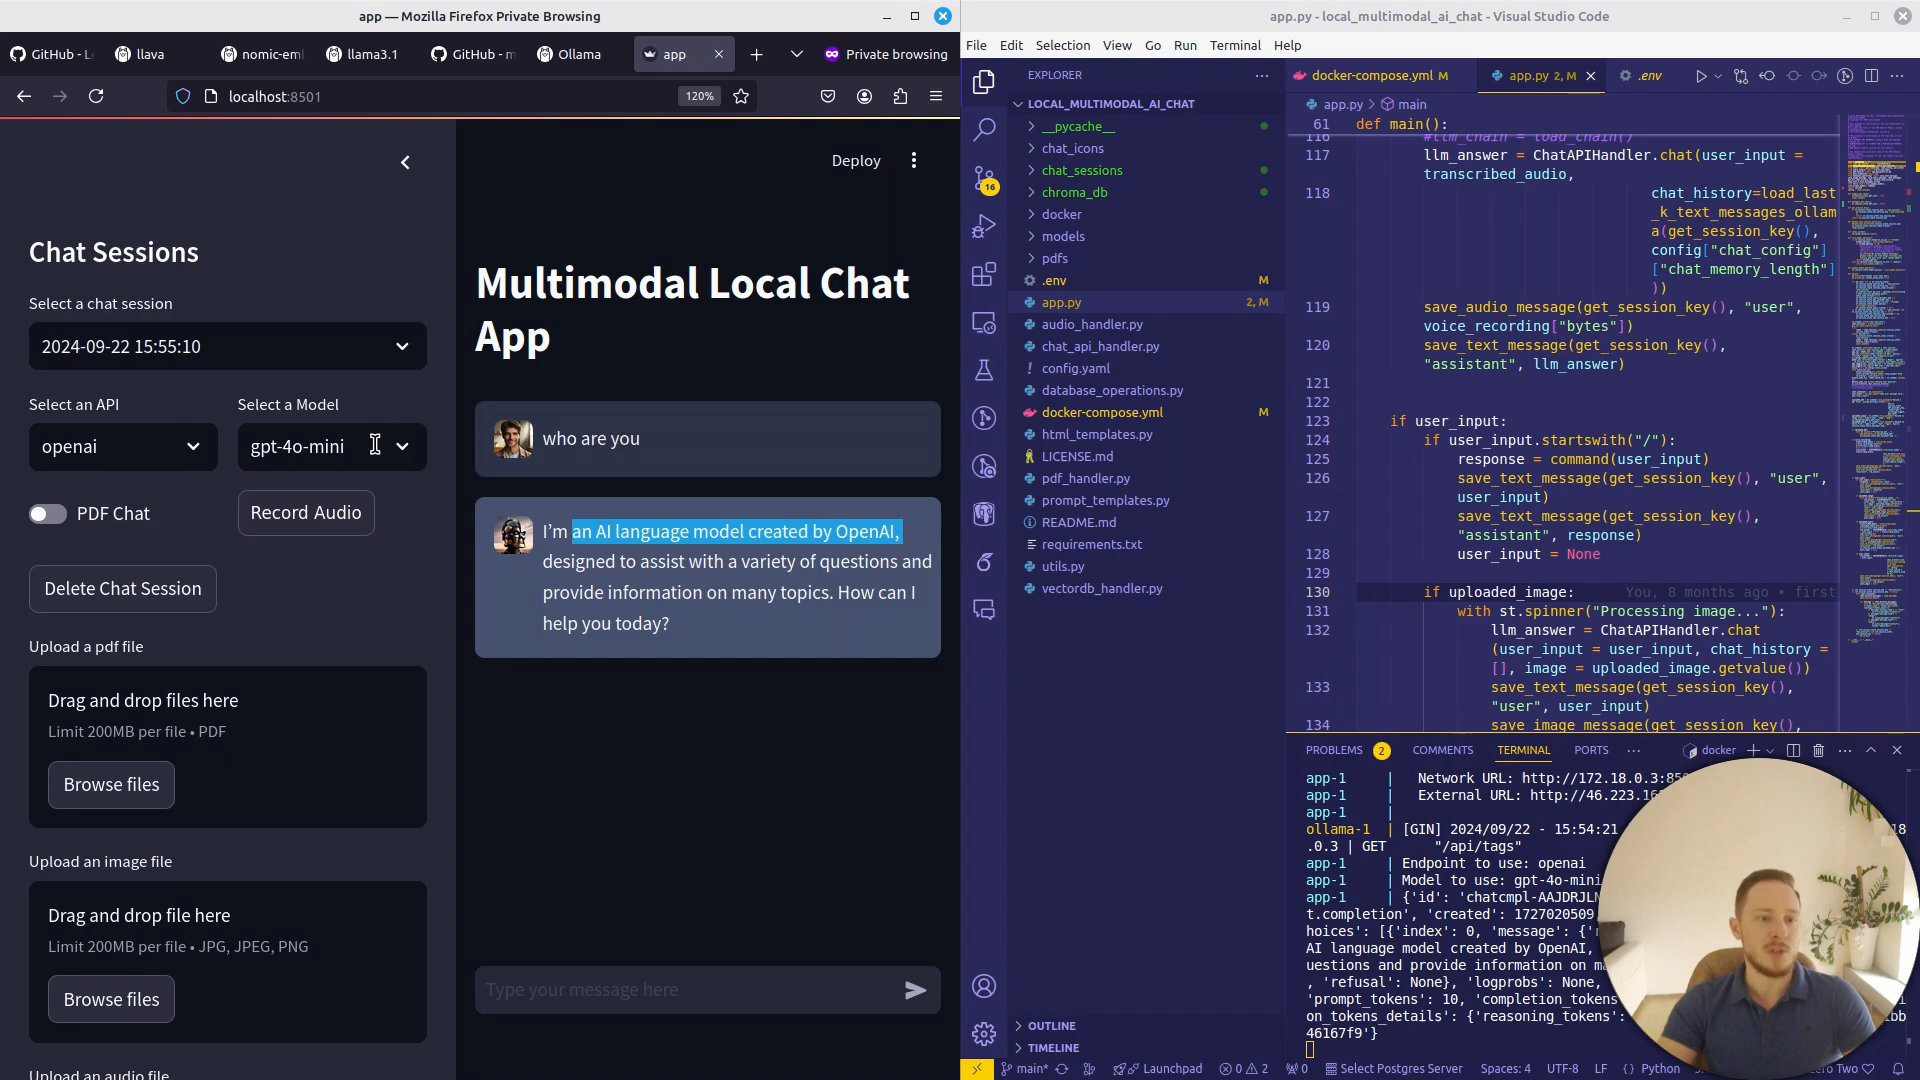 app — Mozilla Firefox Private Browsing
GitHub - L
llava
nomic-em
llama3.1
GitHub - m
Ollama
app
Private browsing
localhost:8501
120%
Deploy
Chat Sessions
Select a chat session
2024-09-22 15:55:10
Select an API
Select a Model
openai
gpt-4o-mini
PDF Chat
Record Audio
Delete Chat Session
Upload a pdf file
Drag and drop files here
Limit 200MB per file • PDF
Browse files
Upload an image file
Drag and drop file here
Limit 200MB per file • JPG, JPEG, PNG
Browse files
Upload an audio file
Multimodal Local Chat
App
who are you
I'm an AI language model created by OpenAI,
designed to assist with a variety of questions and
provide information on many topics. How can I
help you today?
Type your message here
app.py - local_multimodal_ai_chat - Visual Studio Code
File Edit Selection View Go Run Terminal Help
EXPLORER
LOCAL_MULTIMODAL_AI_CHAT
__pycache__
chat_icons
chat_sessions
chroma_db
docker
models
pdfs
.env M
app.py 2, M
audio_handler.py
chat_api_handler.py
config.yaml
database_operations.py
docker-compose.yml M
html_templates.py
LICENSE.md
pdf_handler.py
prompt_templates.py
README.md
requirements.txt
utils.py
vectordb_handler.py
OUTLINE
TIMELINE
16
docker-compose.yml M
app.py 2, M
.env
app.py > main
61 def main():
116 #llm_chain = load_chain()
117 llm_answer = ChatAPIHandler.chat(user_input =
transcribed_audio,
118 chat_history=load_last
_k_text_messages_ollam
a(get_session_key(),
config["chat_config"]
["chat_memory_length"]
))
119 save_audio_message(get_session_key(), "user",
voice_recording["bytes"])
120 save_text_message(get_session_key(),
"assistant", llm_answer)
121
122
123 if user_input:
124 if user_input.startswith("/"):
125 response = command(user_input)
126 save_text_message(get_session_key(), "user",
user_input)
127 save_text_message(get_session_key(),
"assistant", response)
128 user_input = None
129
130 if uploaded_image: You, 8 months ago • first
131 with st.spinner("Processing image..."):
132 llm_answer = ChatAPIHandler.chat
(user_input = user_input, chat_history =
[], image = uploaded_image.getvalue())
133 save_text_message(get_session_key(),
"user", user_input)
134 save_image_message(get_session_key(),
PROBLEMS 2 COMMENTS TERMINAL PORTS
docker
app-1 | Network URL: http://172.18.0.3:85
app-1 | External URL: http://46.223.16
app-1 |
ollama-1 | [GIN] 2024/09/22 - 15:54:21
.0.3 | GET "/api/tags"
app-1 | Endpoint to use: openai
app-1 | Model to use: gpt-4o-mini
app-1 | {'id': 'chatcmpl-AAJDRJLN
t.completion', 'created': 1727020509
hoices': [{'index': 0, 'message': {'
AI language model created by OpenAI,
uestions and provide information on m
, 'refusal': None}, 'logprobs': None,
'prompt_tokens': 10, 'completion_tokens
on_tokens_details': {'reasoning_tokens':
46167f9'}
main*
Launchpad
0 2
0
Select Postgres Server
Spaces: 4
UTF-8
LF
Python
Zero Two